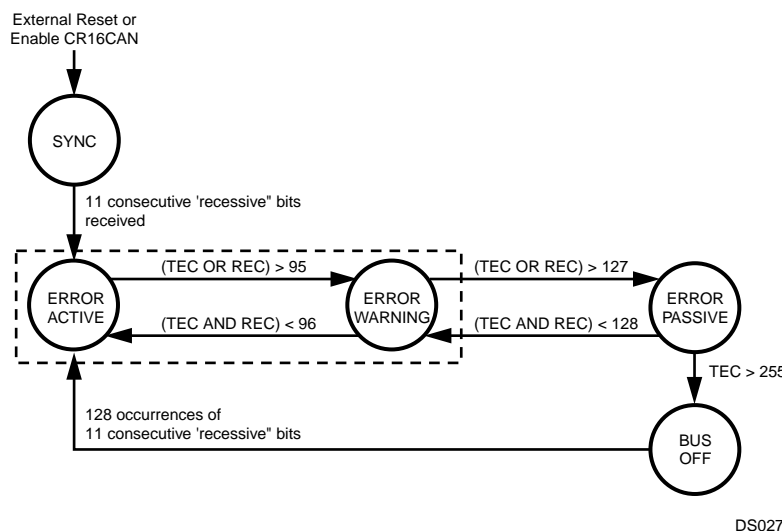 External Reset or
Enable CR16CAN
SYNC
11 consecutive 'recessive" bits
received
(TEC OR REC) > 95
(TEC OR REC) > 127
ERROR
ACTIVE
ERROR
WARNING
ERROR
PASSIVE
(TEC AND REC) < 96
(TEC AND REC) < 128
TEC > 255
128 occurrences of
11 consecutive 'recessive" bits
BUS
OFF
DS027